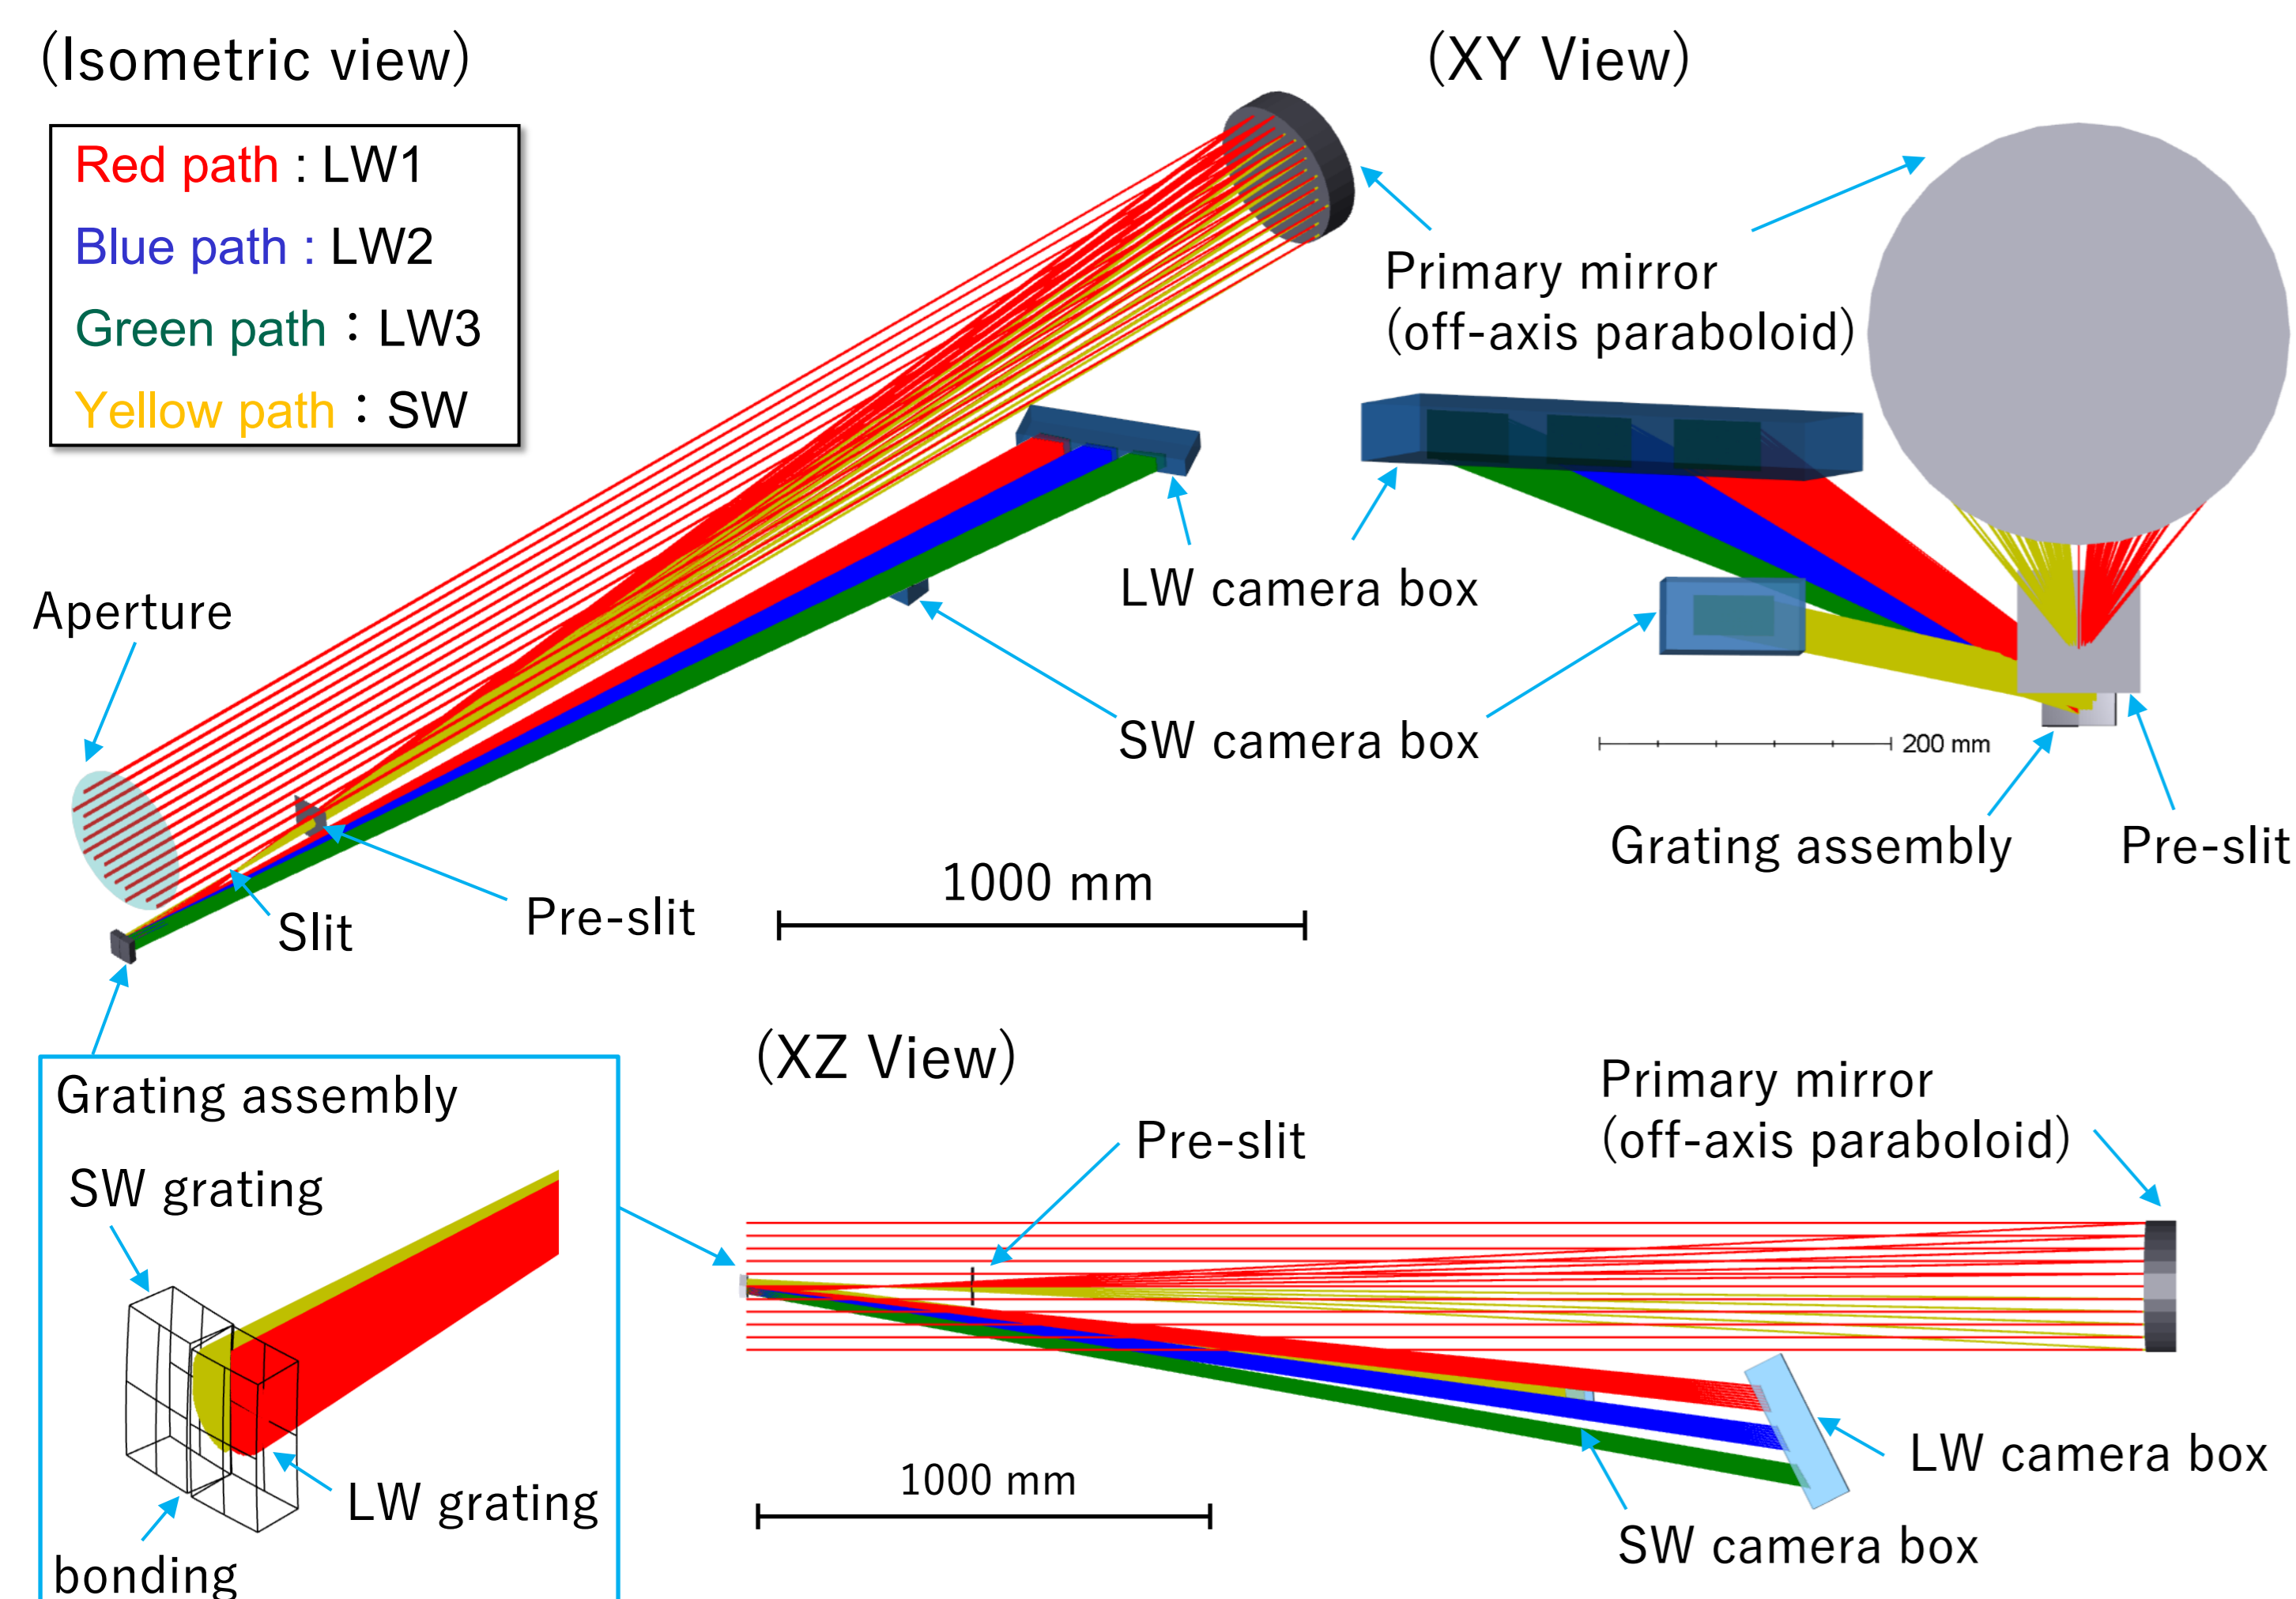 (Isometric view)
Red path : LW1
Blue path : LW2
Green path：LW3
Yellow path：SW
Aperture
Slit
Pre-slit
1000 mm
(XY View)
Primary mirror
(off-axis paraboloid)
LW camera box
SW camera box
200 mm
Grating assembly
Pre-slit
Grating assembly
SW grating
LW grating
bonding
(XZ View)
Pre-slit
Primary mirror
(off-axis paraboloid)
1000 mm
LW camera box
SW camera box